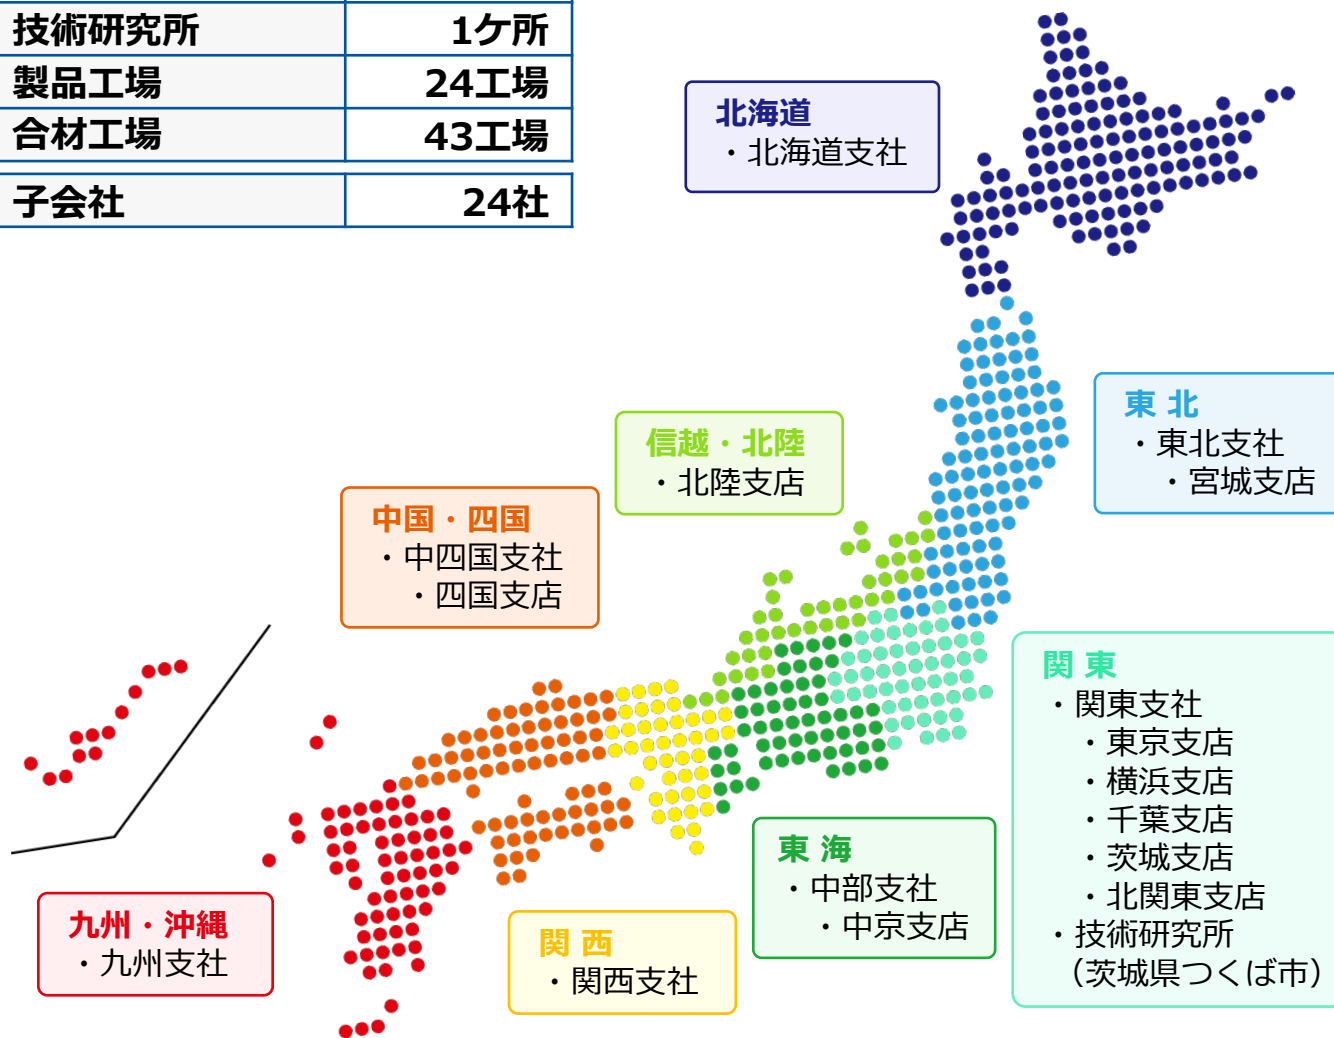 技術研究所 1ケ所
製品工場 24工場
合材工場 43工場
子会社 24社
北海道
・北海道支社
東 北
・東北支社
・宮城支店
信越・北陸
・北陸支店
中国・四国
・中四国支社
・四国支店
関 東
・関東支社
・東京支店
・横浜支店
・千葉支店
・茨城支店
・北関東支店
・技術研究所
（茨城県つくば市）
東 海
・中部支社
・中京支店
関 西
・関西支社
九州・沖縄
・九州支社